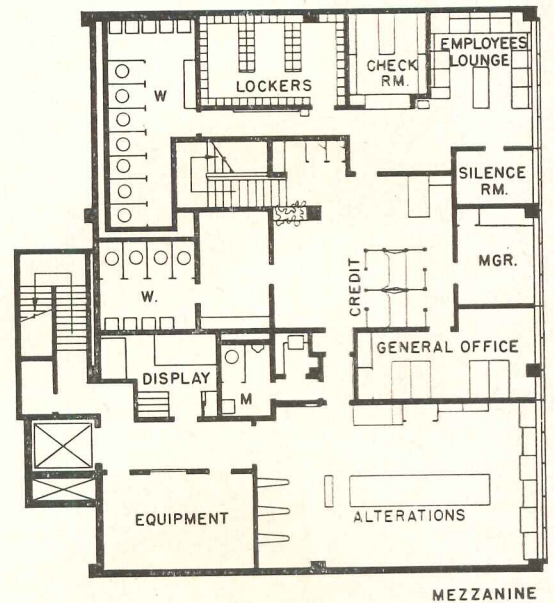 EMPLOYEES
LOUNGE
W
LOCKERS
CHECK
RM.
SILENCE
RM.
MGR.
CREDIT
W.
GENERAL OFFICE
DISPLAY
M
EQUIPMENT
ALTERATIONS
MEZZANINE